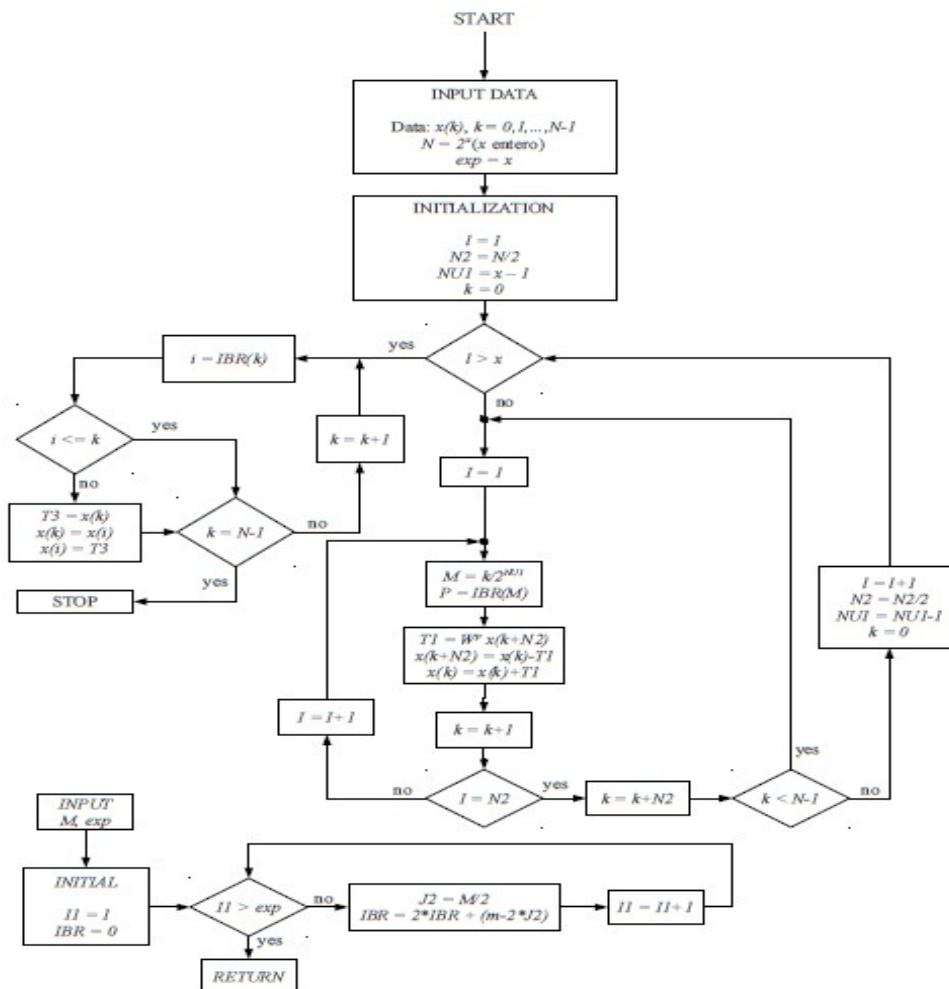 START
INPUT DATA
Data: x(k), k = 0,1,...,N-1
N = 2ˣ (x entero)
exp = x
INITIALIZATION
I = 1
N2 = N/2
NU1 = x - 1
k = 0
I > x
yes
no
i = IBR(k)
i <= k
yes
no
T3 = x(k)
x(k) = x(i)
x(i) = T3
k = N-1
no
yes
STOP
k = k+1
I = 1
M = k/2ᴺᵁ¹
P = IBR(M)
T1 = Wᵖ x(k+N2)
x(k+N2) = x(k)-T1
x(k) = x(k)+T1
k = k+1
I = I+1
I = N2
no
yes
k = k+N2
k < N-1
yes
no
I = I+1
N2 = N2/2
NU1 = NU1-1
k = 0
INPUT
M, exp
INITIAL
I1 = 1
IBR = 0
I1 > exp
no
yes
RETURN
J2 = M/2
IBR = 2*IBR + (m-2*J2)
I1 = I1+1